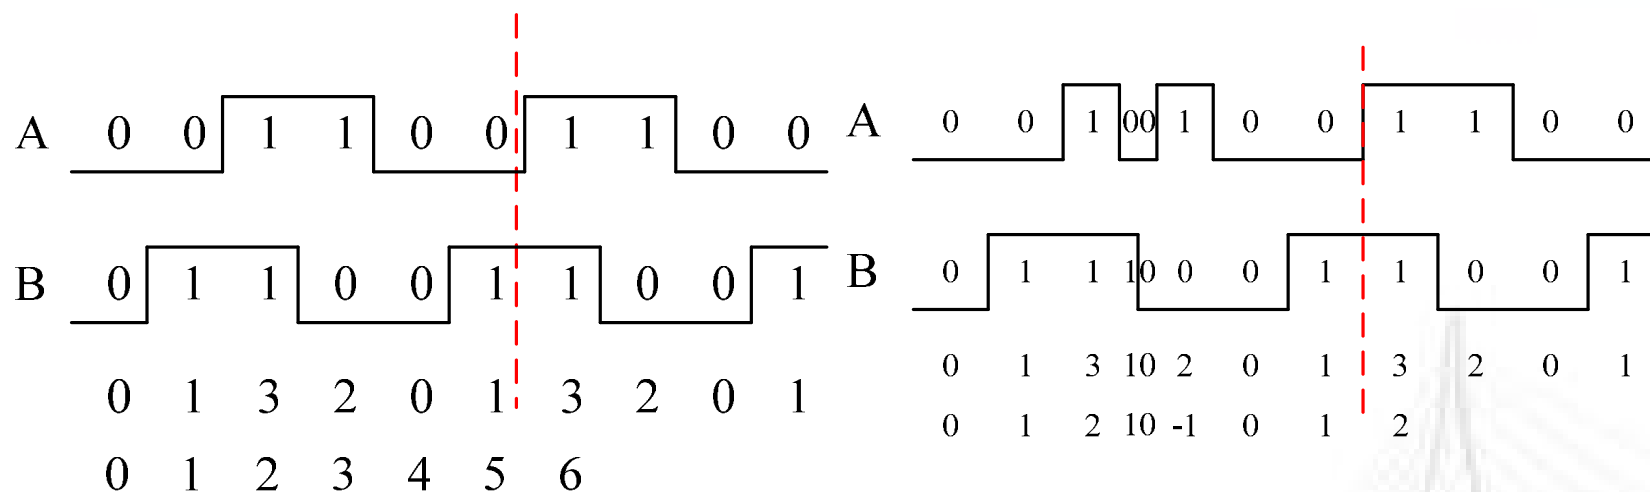 A 0 0 1 1 0 0 1 1 0 0
B 0 1 1 0 0 1 1 0 0 1
0 1 3 2 0 1 3 2 0 1
0 1 2 3 4 5 6
A 0 0 1 00 1 0 0 1 1 0 0
B 0 1 1 10 0 0 1 1 0 0 1
0 1 3 10 2 0 1 3 2 0 1
0 1 2 10 -1 0 1 2